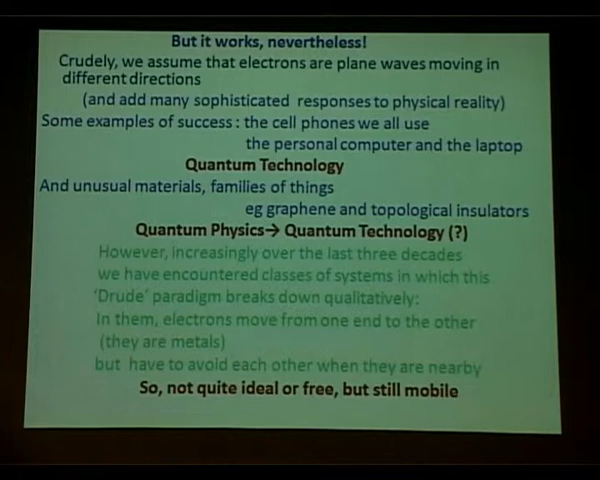 But it works, nevertheless!
Crudely, we assume that electrons are plane waves moving in
different directions
(and add many sophisticated responses to physical reality)
Some examples of success : the cell phones we all use
the personal computer and the laptop
Quantum Technology
And unusual materials, families of things
eg graphene and topological insulators
Quantum Physics→ Quantum Technology (?)
However, increasingly over the last three decades
we have encountered classes of systems in which this
'Drude' paradigm breaks down qualitatively:
In them, electrons move from one end to the other
(they are metals)
but have to avoid each other when they are nearby
So, not quite ideal or free, but still mobile